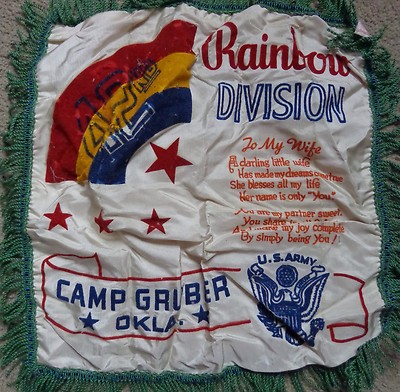 42ND
Rainbow
DIVISION
To My Wife
A darling little wife
Has made my dreams come true
She blesses all my life
Her name is only "You".
You are my partner sweet.
You share
make my joy complete
By simply being You!
U.S. ARMY
CAMP GRUBER
OKLA.